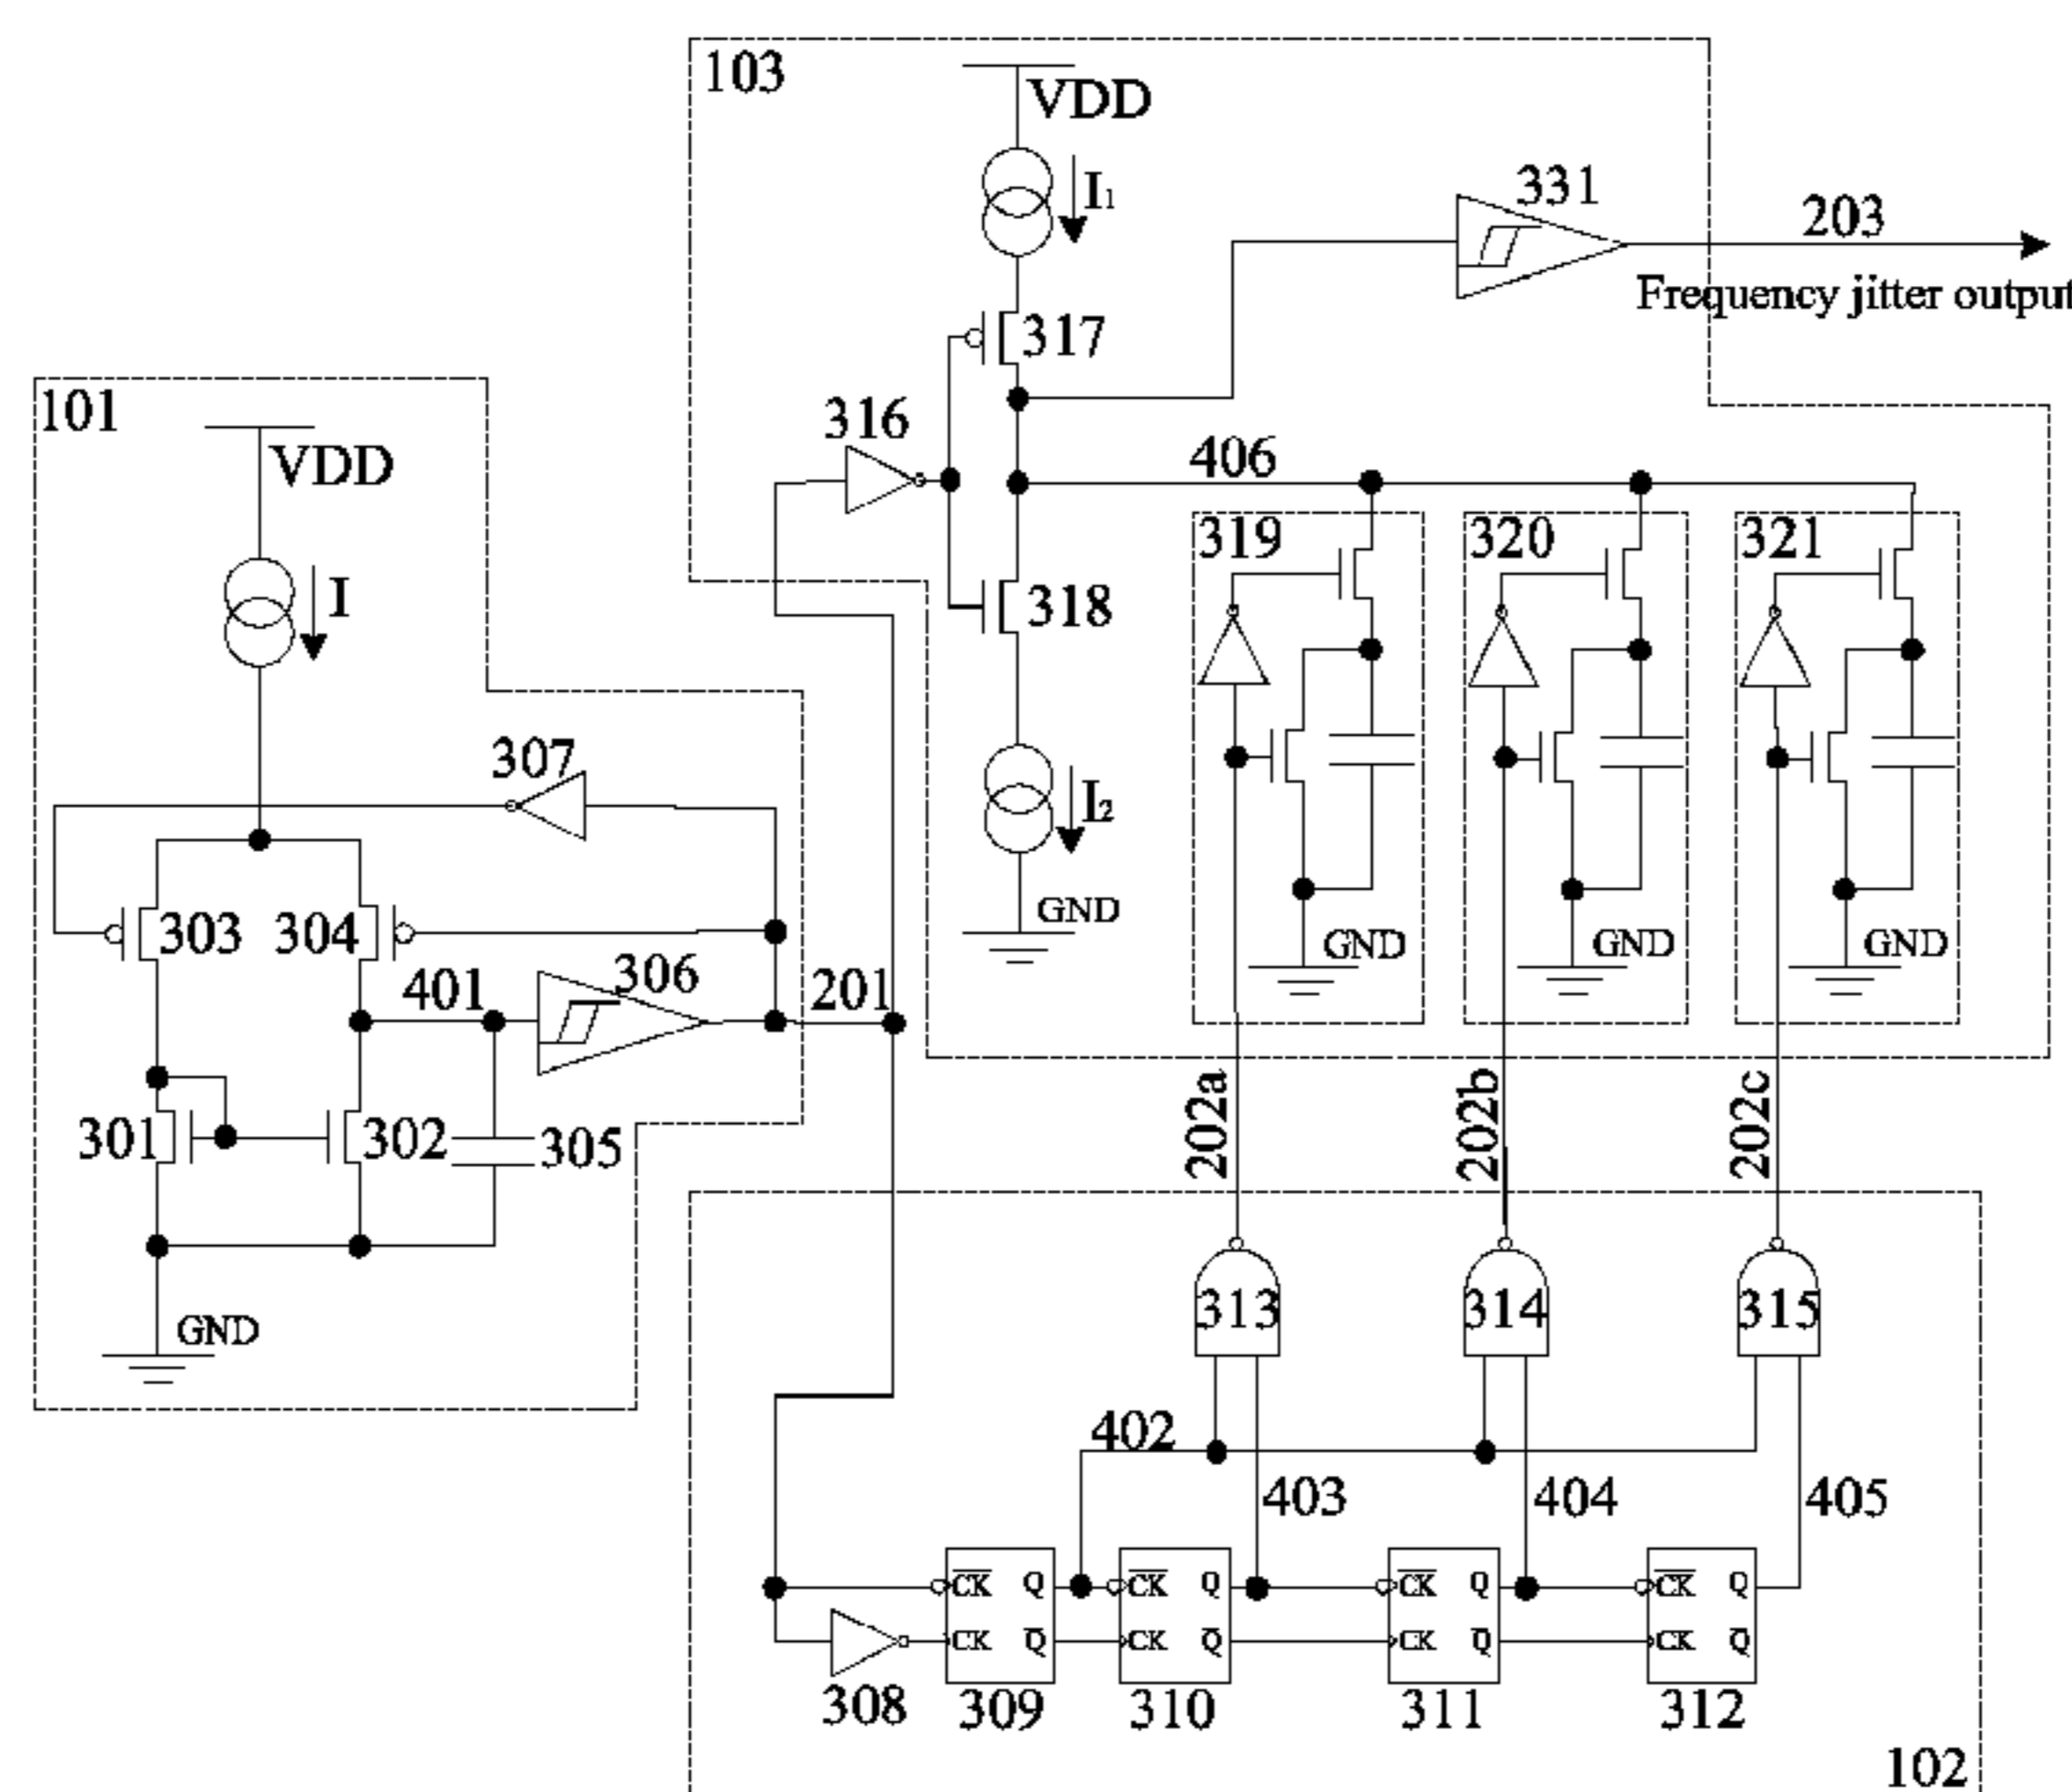 103
VDD
I1
331
203
Frequency jitter output
317
101
VDD
316
406
319
320
321
I
318
307
I2
GND
303
304
GND
GND
GND
401
306
201
301
302
305
202a
202b
202c
GND
313
314
315
402
403
404
405
CK Q
CK Q
CK Q
CK Q
CK Q
CK Q
CK Q
CK Q
308
309
310
311
312
102